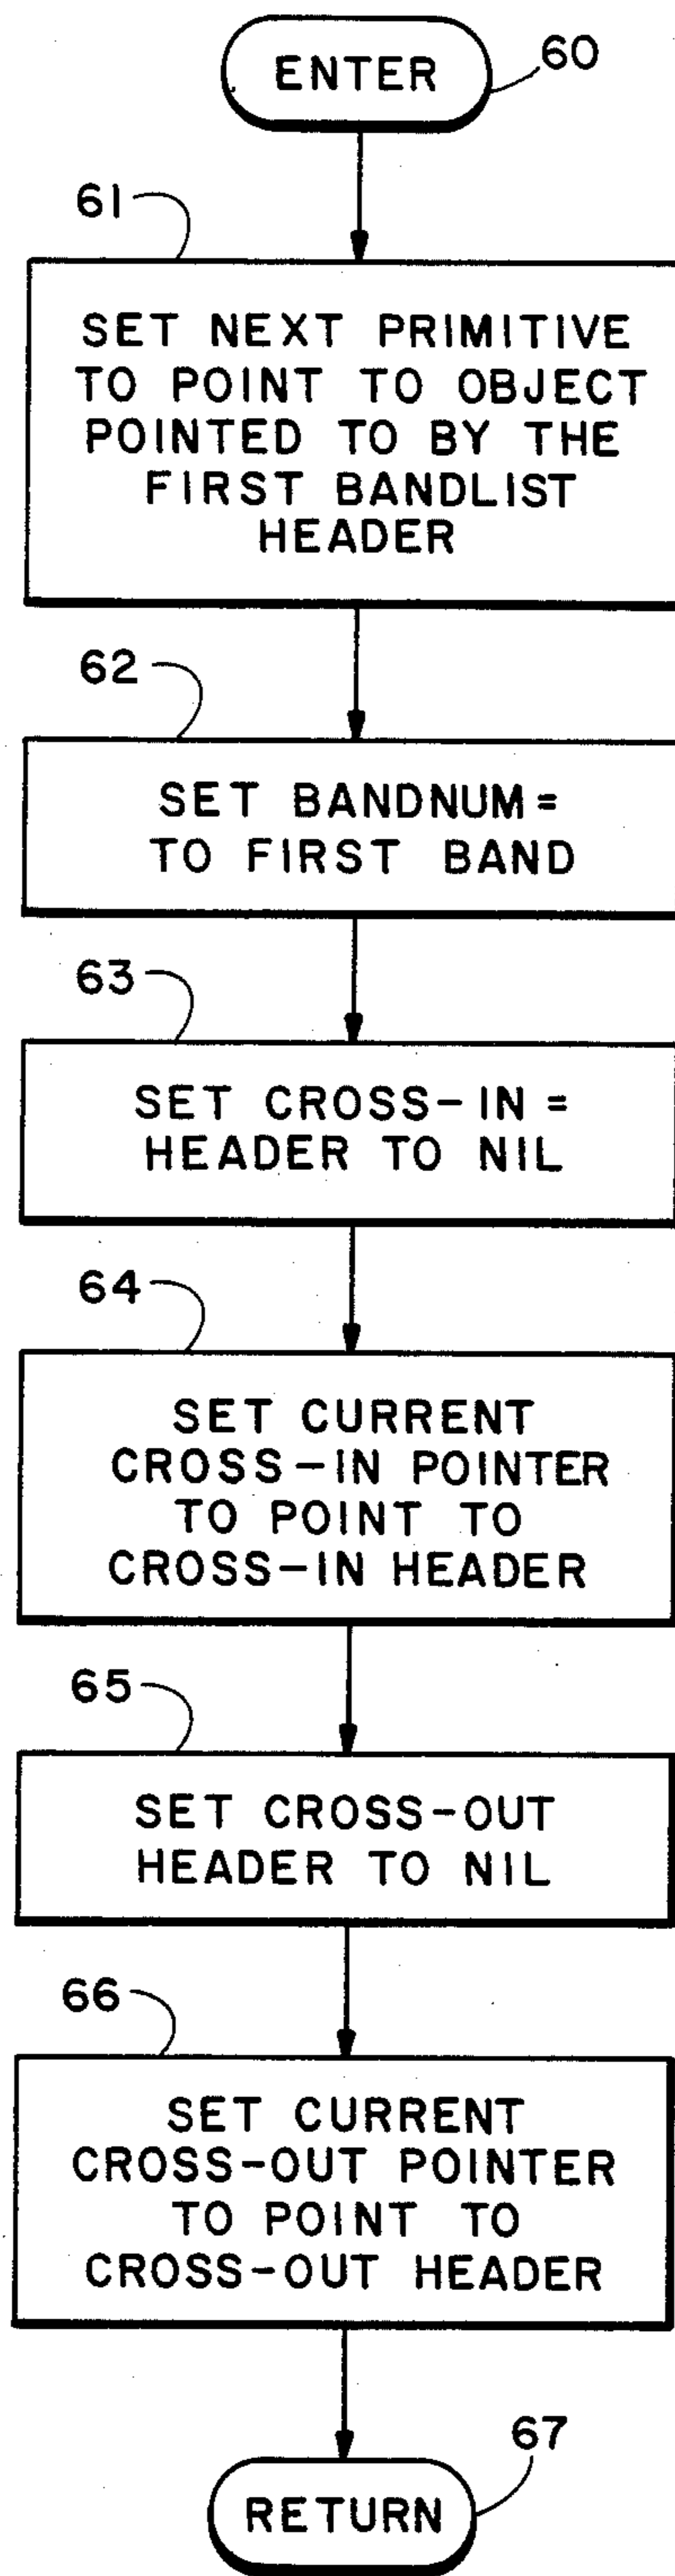 ENTER
60
61
SET NEXT PRIMITIVE
TO POINT TO OBJECT
POINTED TO BY THE
FIRST BANDLIST
HEADER
62
SET BANDNUM =
TO FIRST BAND
63
SET CROSS-IN =
HEADER TO NIL
64
SET CURRENT
CROSS-IN POINTER
TO POINT TO
CROSS-IN HEADER
65
SET CROSS-OUT
HEADER TO NIL
66
SET CURRENT
CROSS-OUT POINTER
TO POINT TO
CROSS-OUT HEADER
67
RETURN